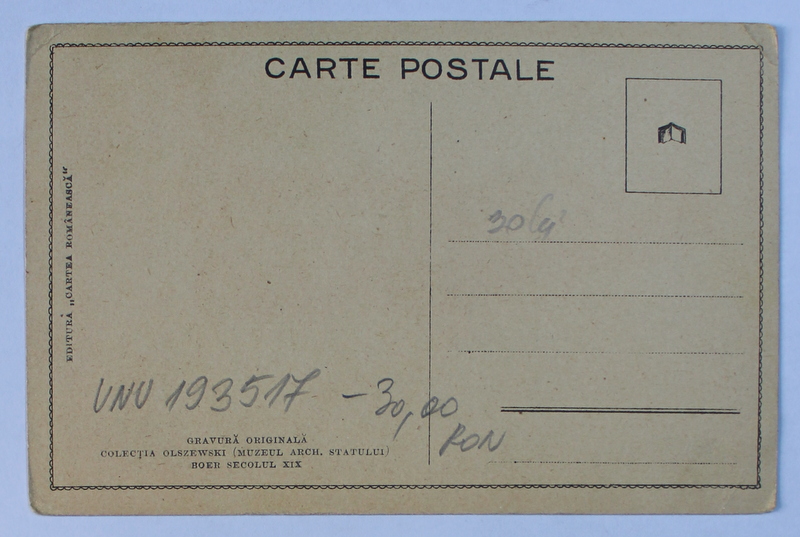 CARTE POSTALE
EDITURĂ „CARTEA ROMÂNEASCĂ"
30 lei
VNU 193517 – 30,00
RON
GRAVURĂ ORIGINALĂ
COLECȚIA OLSZEWSKI (MUZEUL ARCH. STATULUI)
BOER SECOLUL XIX